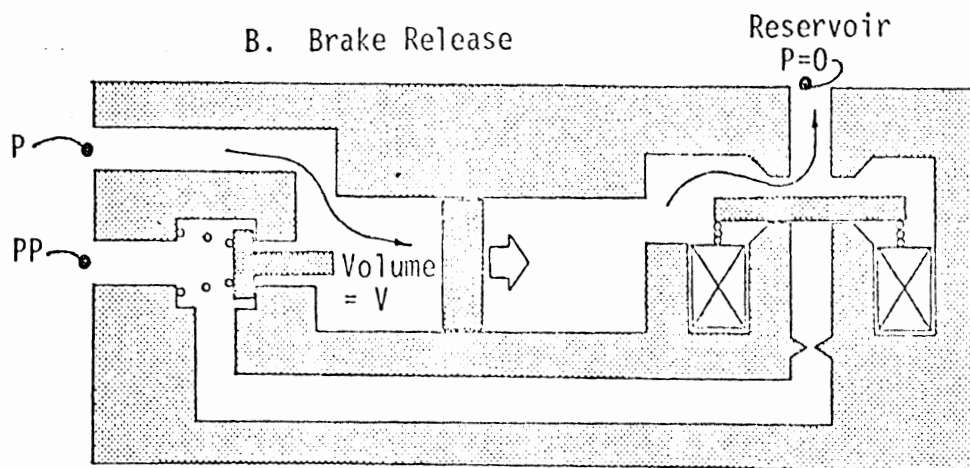 B. Brake Release
Reservoir
P=0
P
PP
Volume
= V